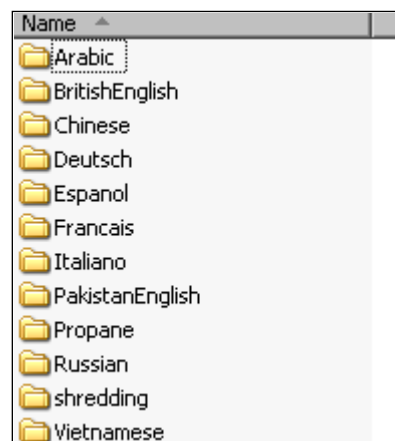 Name
Arabic
BritishEnglish
Chinese
Deutsch
Espanol
Francais
Italiano
PakistanEnglish
Propane
Russian
shredding
Vietnamese